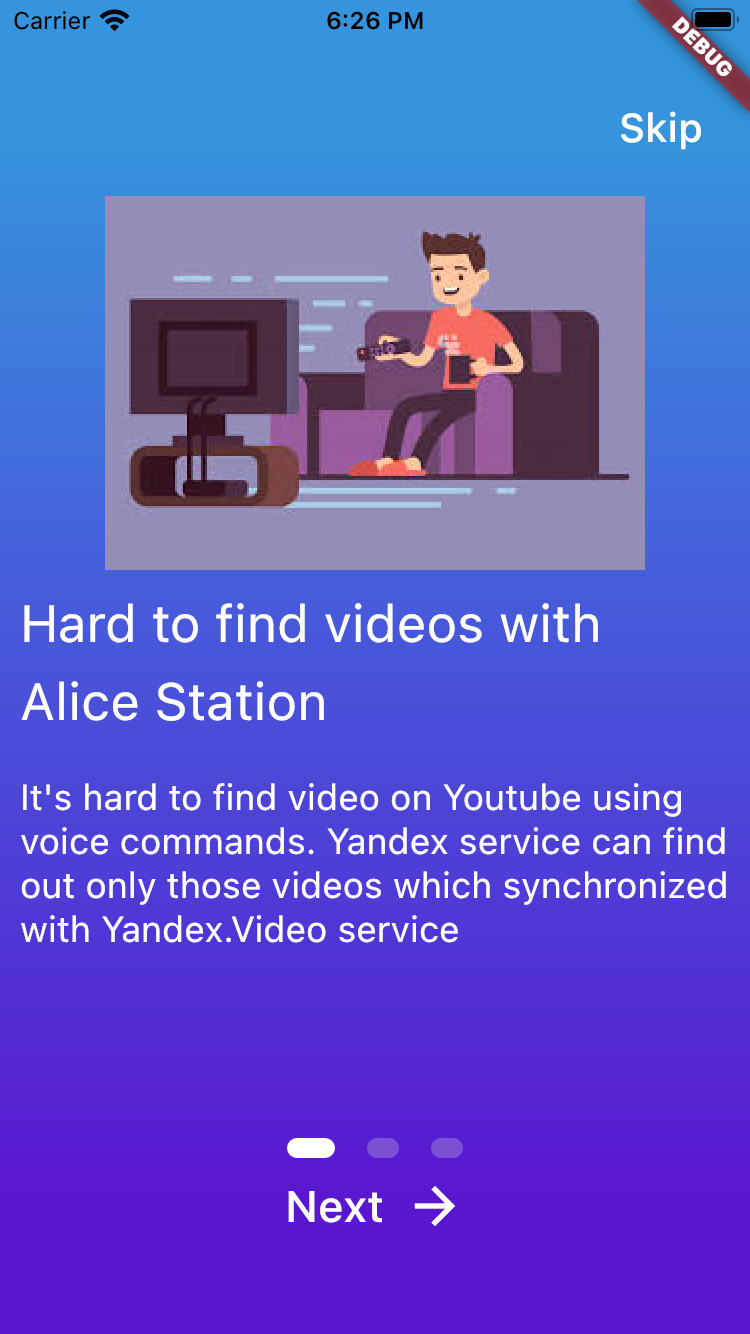 Carrier 6:26 PM
DEBUG
Skip
Hard to find videos with
Alice Station
It's hard to find video on Youtube using
voice commands. Yandex service can find
out only those videos which synchronized
with Yandex.Video service
Next